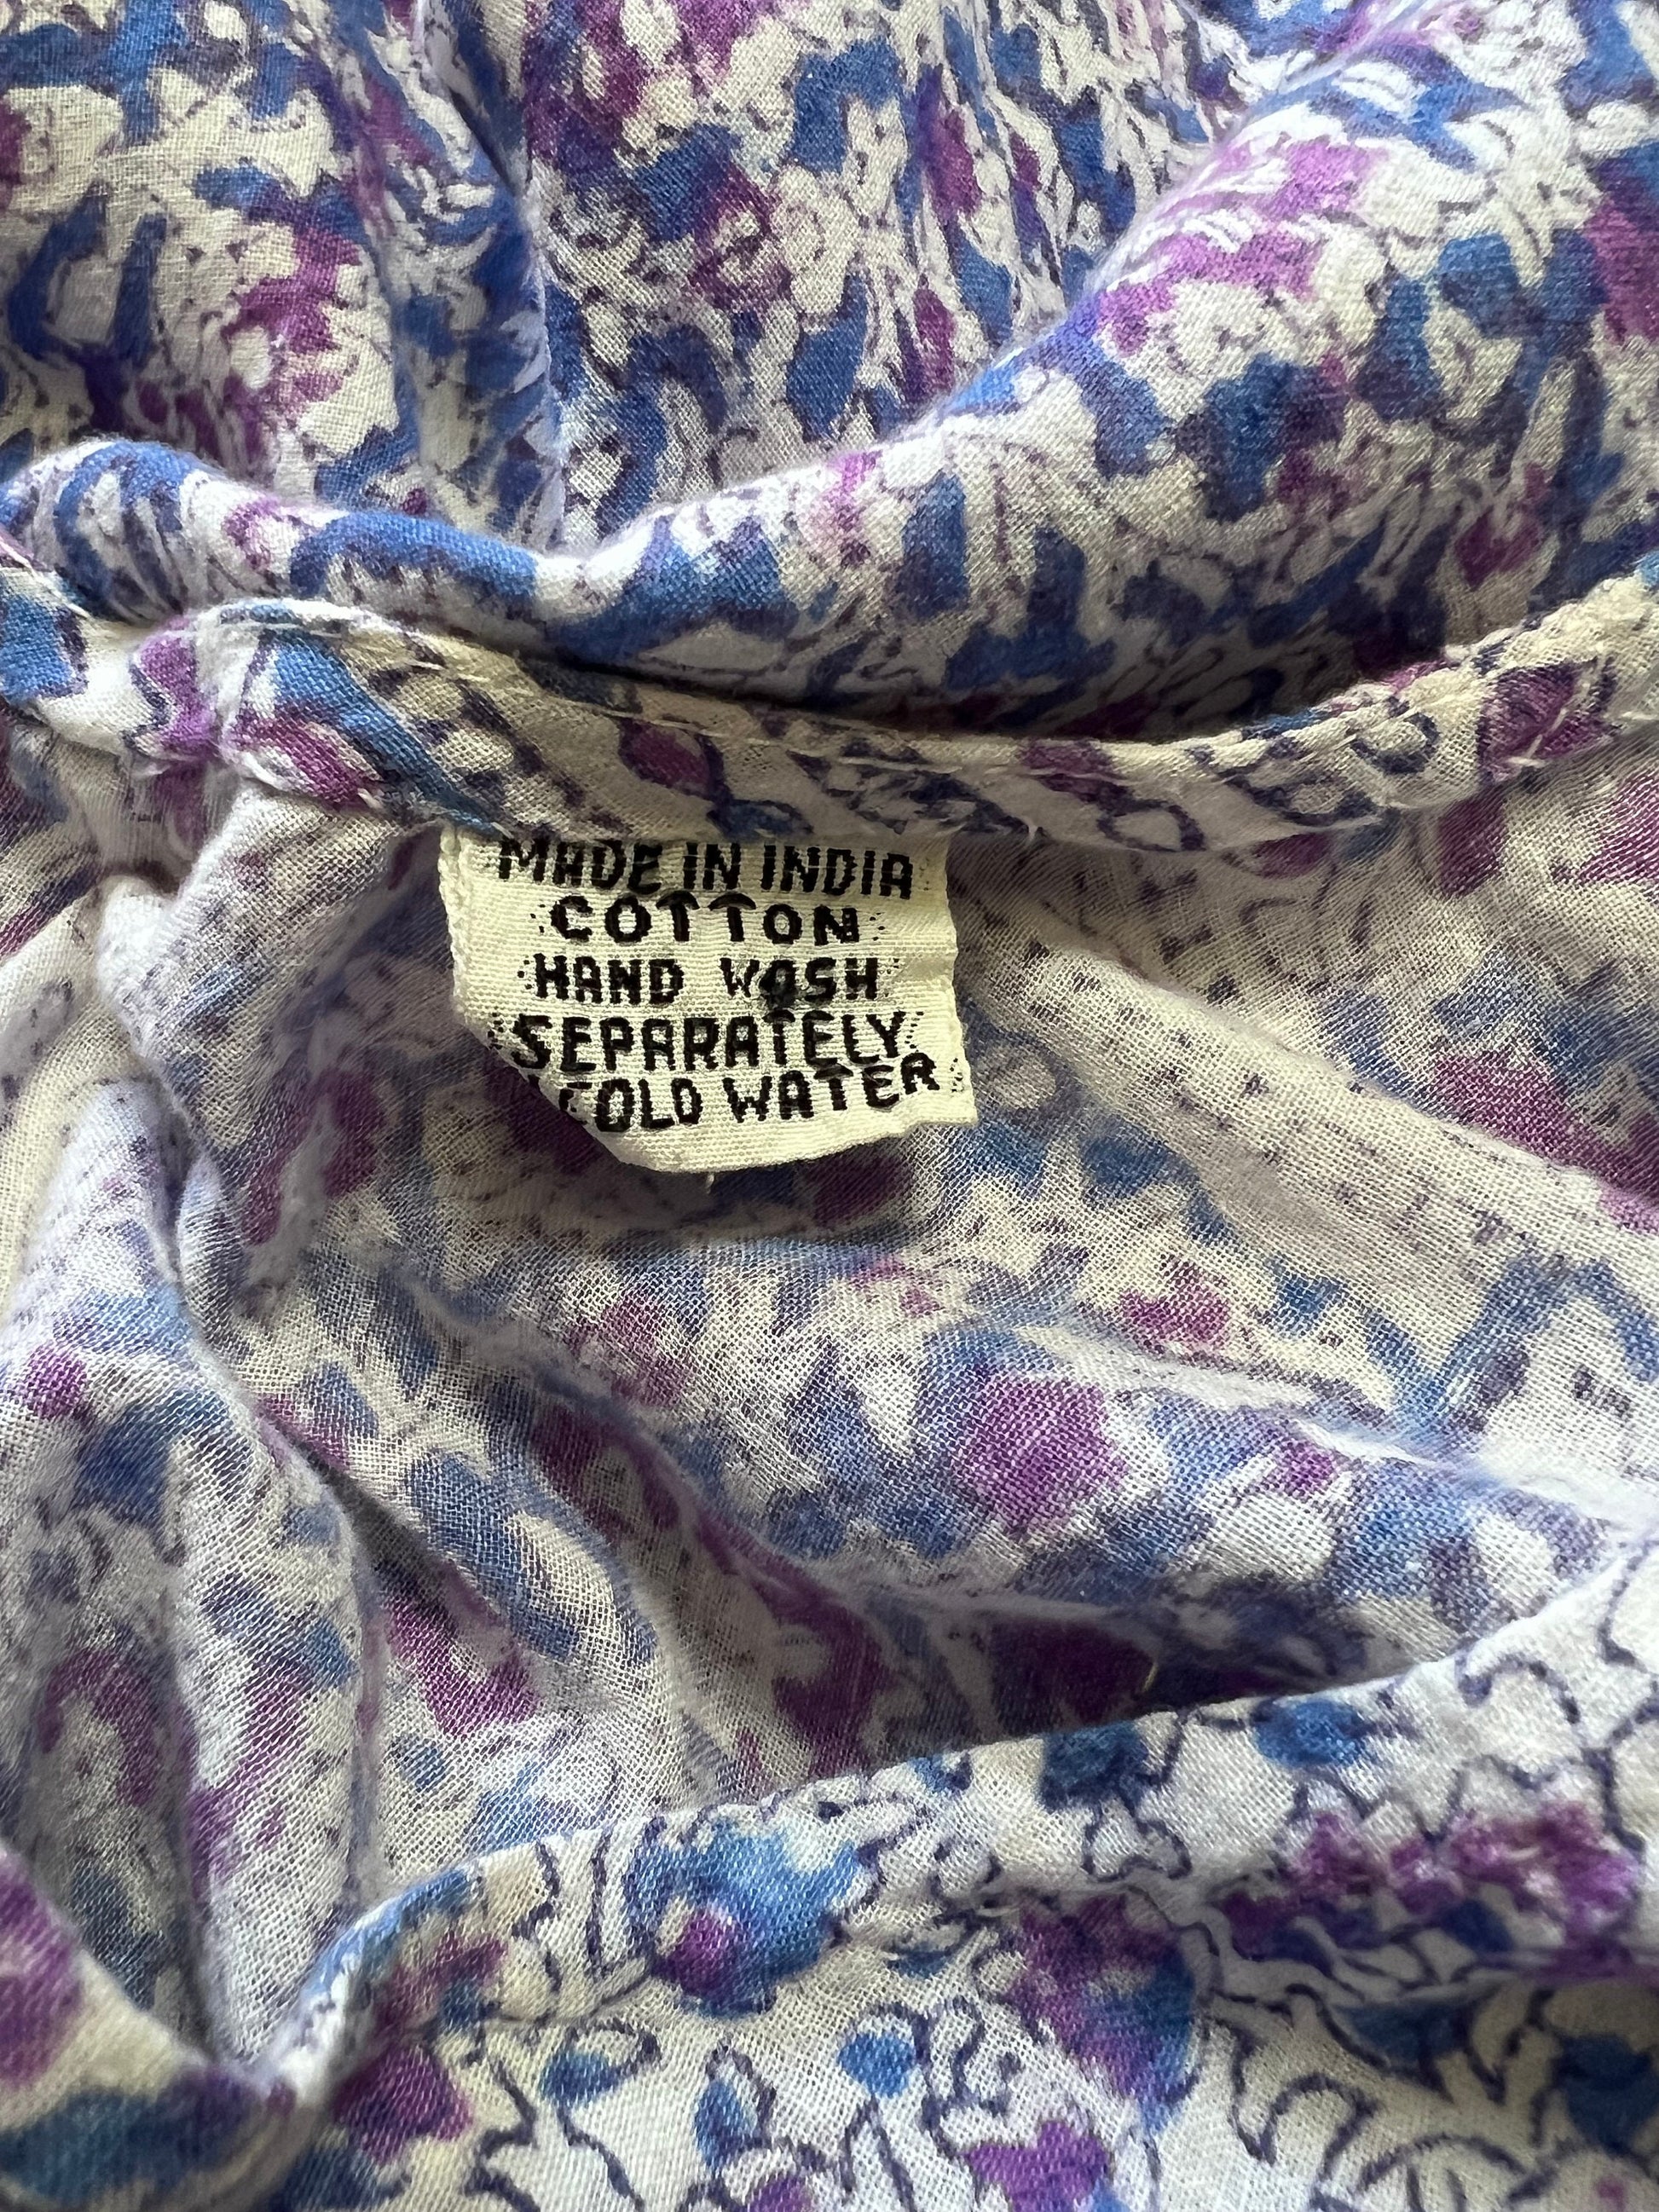 MADE IN INDIA
COTTON
HAND WASH
SEPARATELY
COLD WATER